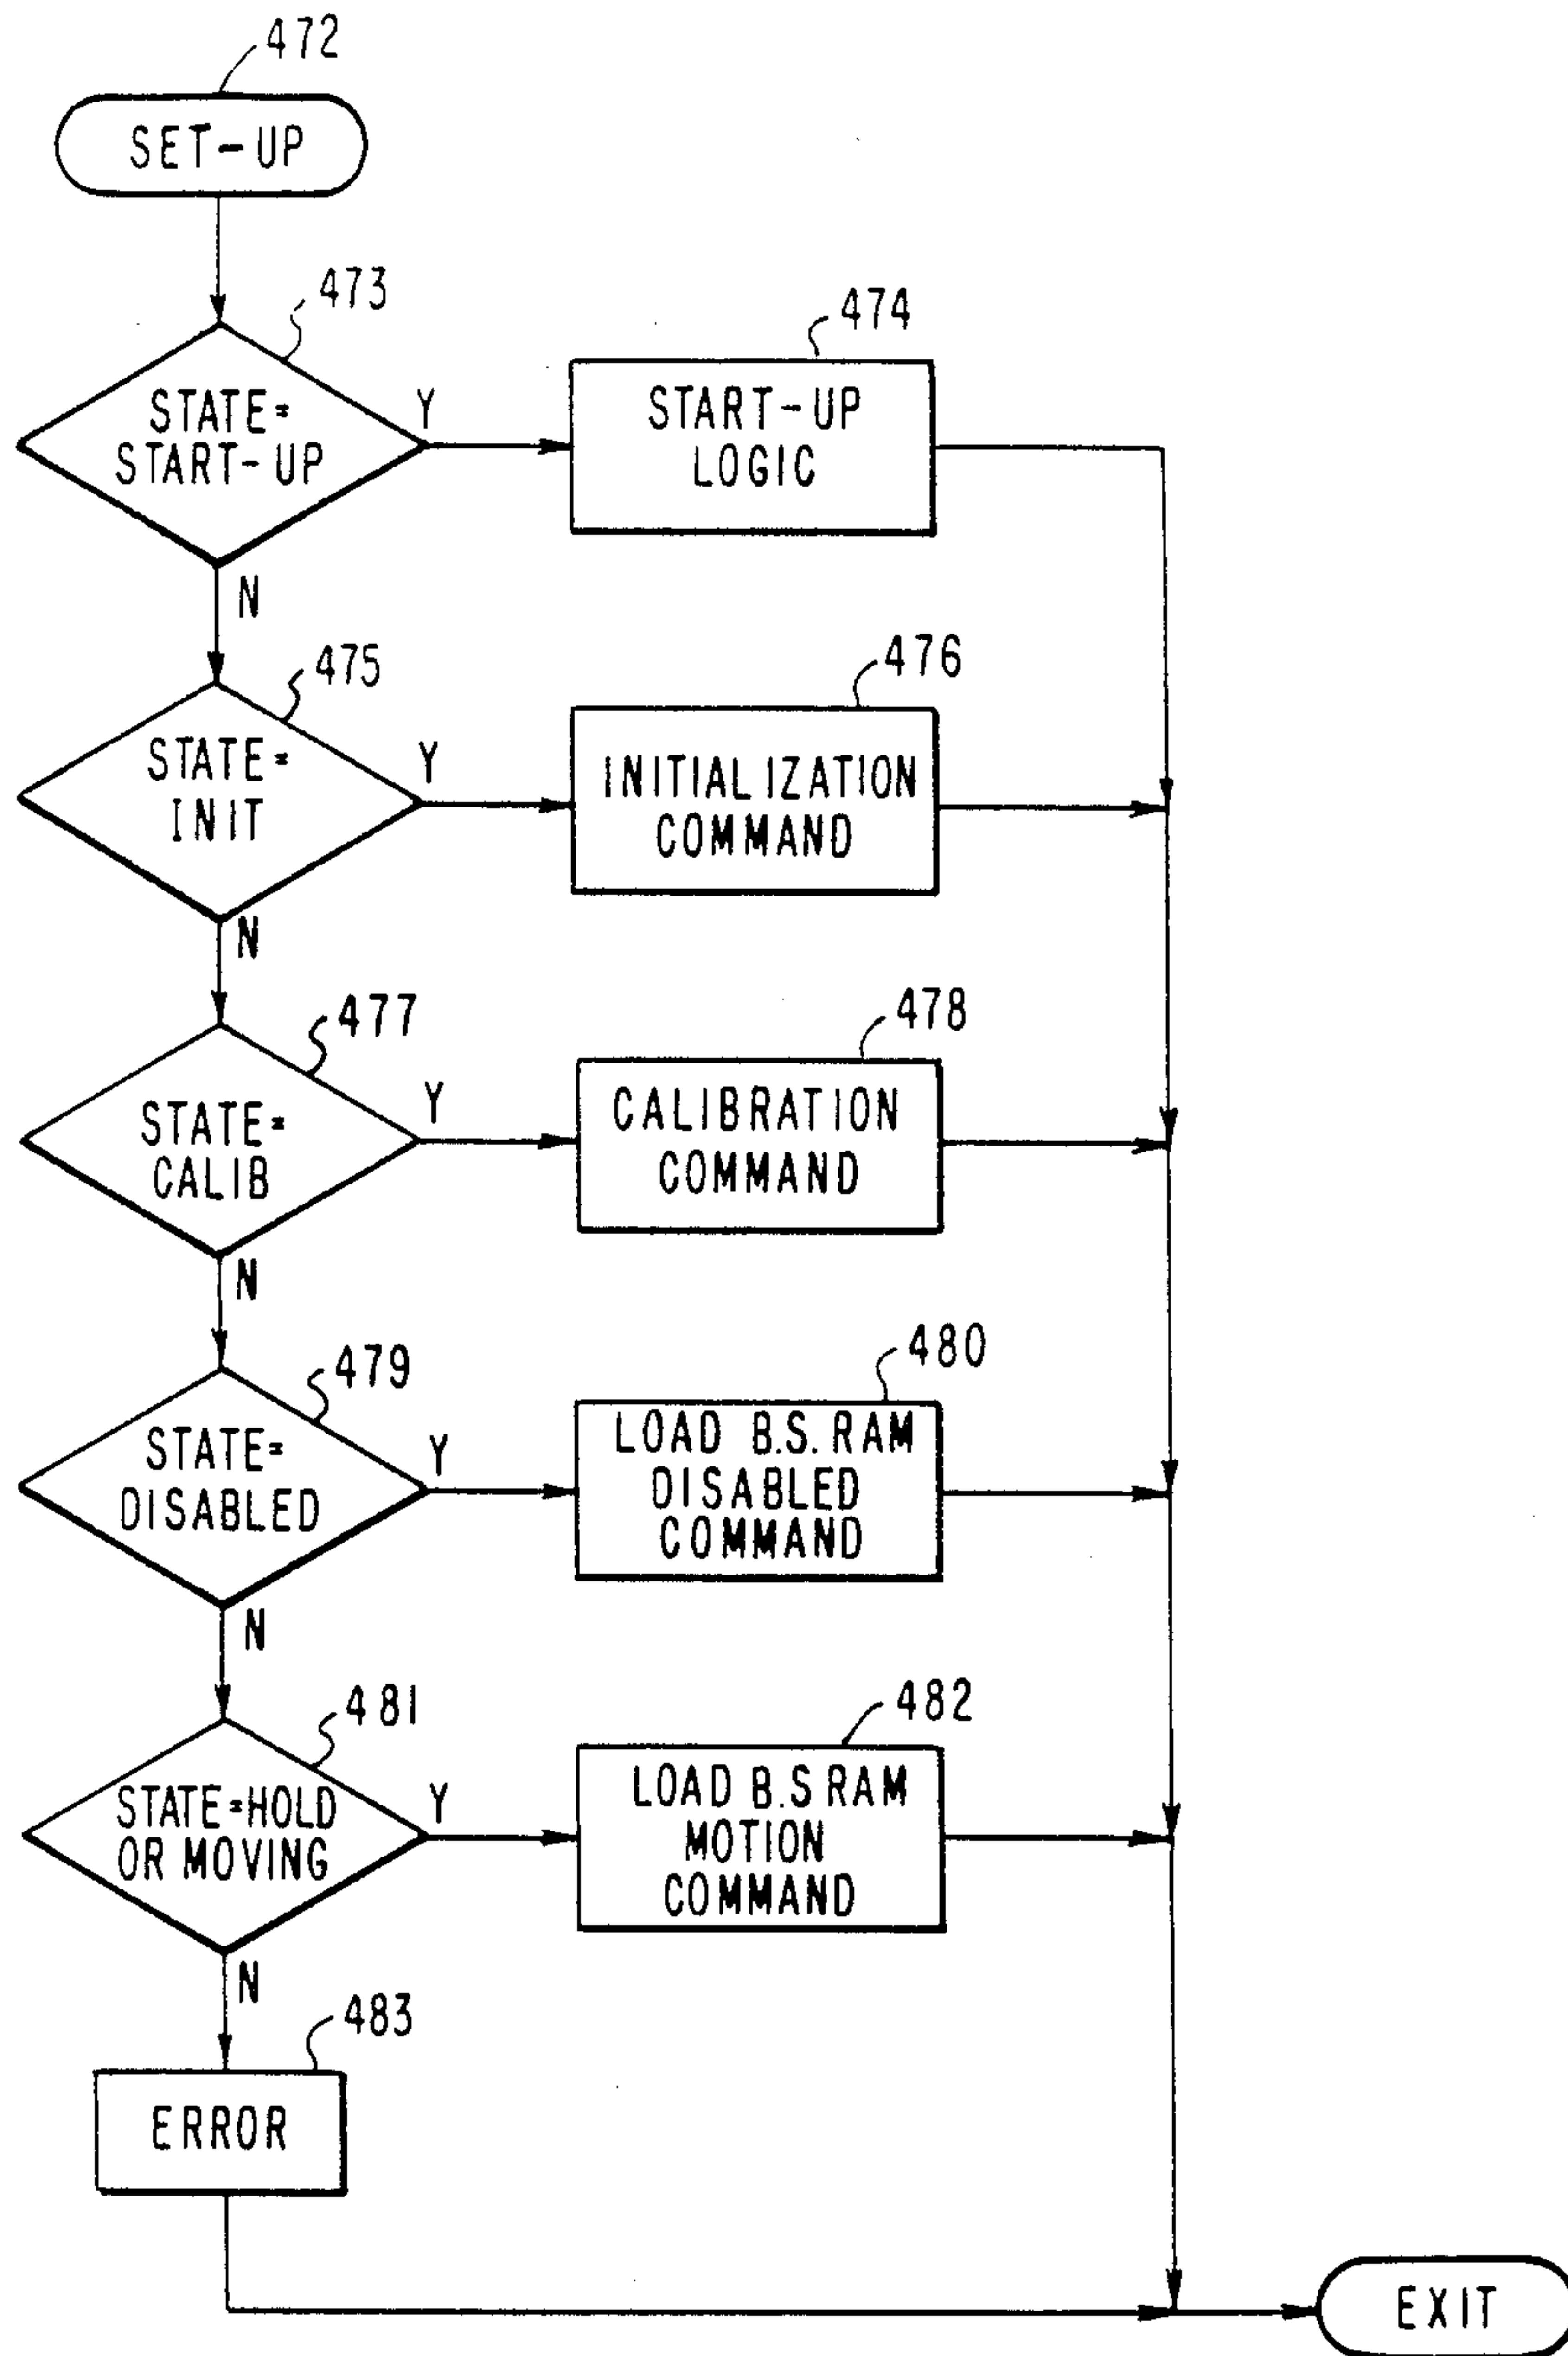 472
SET-UP
473
STATE=
START-UP
Y
N
474
START-UP
LOGIC
475
STATE=
INIT
Y
N
476
INITIALIZATION
COMMAND
477
STATE=
CALIB
Y
N
478
CALIBRATION
COMMAND
479
STATE=
DISABLED
Y
N
480
LOAD B.S. RAM
DISABLED
COMMAND
481
STATE=HOLD
OR MOVING
Y
N
482
LOAD B.S RAM
MOTION
COMMAND
483
ERROR
EXIT